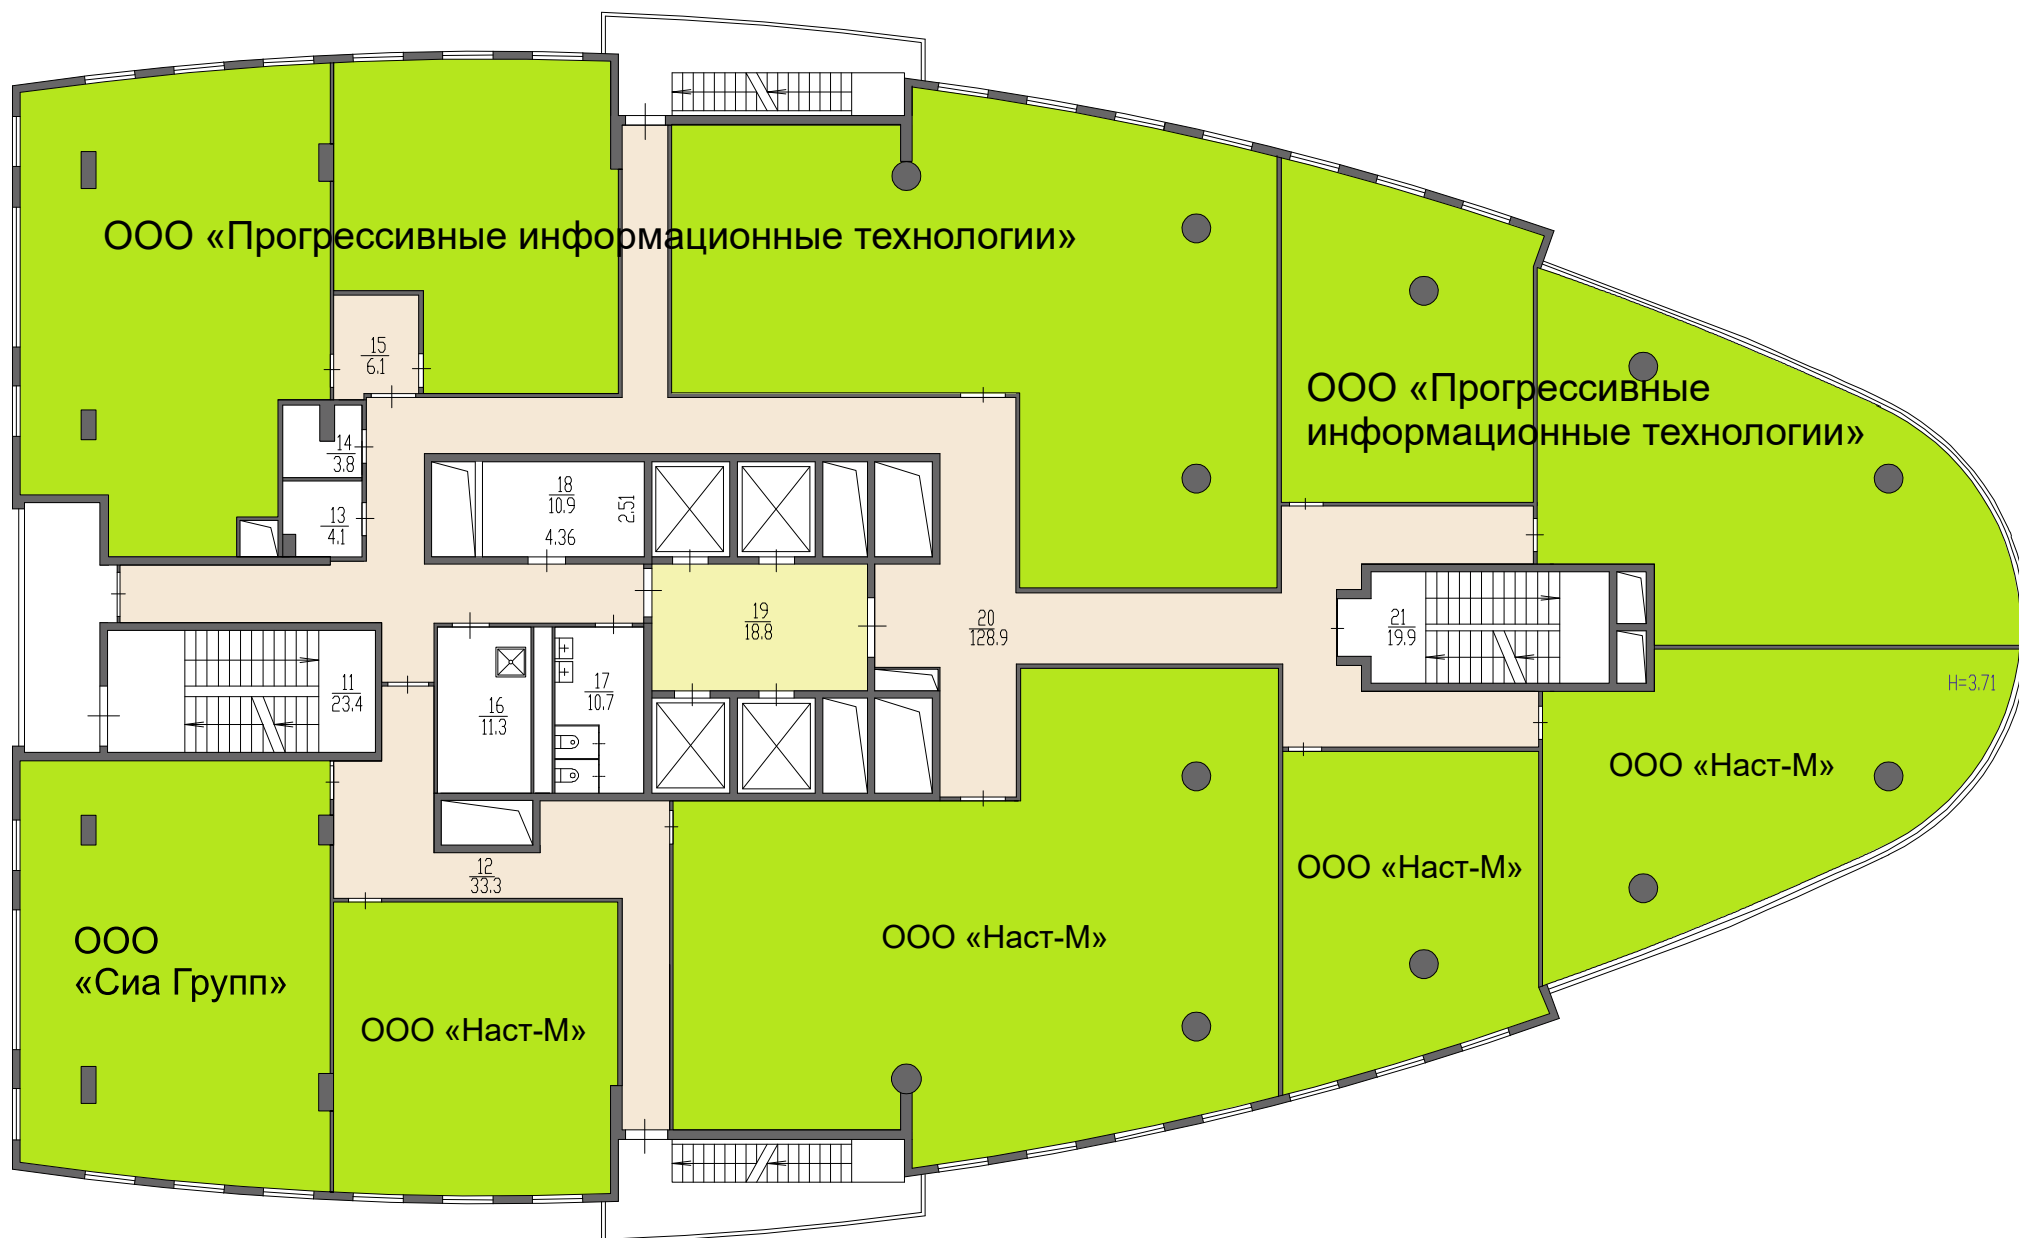 ООО «Прогрессивные информационные технологии»
15
6.1
ООО «Прогрессивные
информационные технологии»
14
3.8
18
10.9
2.51
4.36
13
4.1
19
18.8
20
128.9
21
19.9
11
23.4
17
10.7
16
11.3
H=3.71
ООО «Наст-М»
12
33.3
ООО «Наст-М»
ООО «Наст-М»
ООО
«Сиа Групп»
ООО «Наст-М»